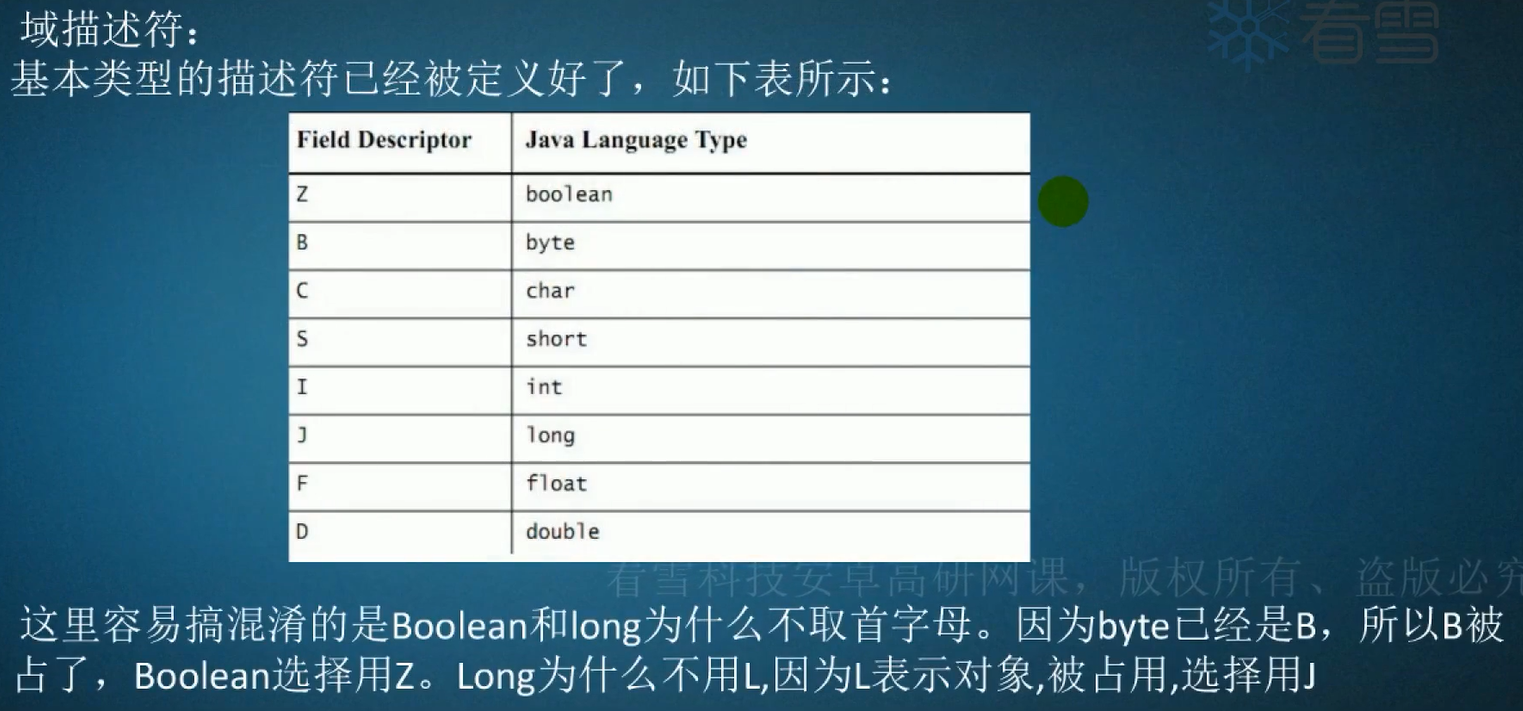 看雪
域描述符：
基本类型的描述符已经被定义好了，如下表所示：
Field Descriptor Java Language Type
Z boolean
B byte
C char
S short
I int
J long
F float
D double
看雪科技安卓高研网课，版权所有、盗版必究
这里容易搞混淆的是Boolean和long为什么不取首字母。因为byte已经是B，所以B被
占了，Boolean选择用Z。Long为什么不用L,因为L表示对象,被占用,选择用J